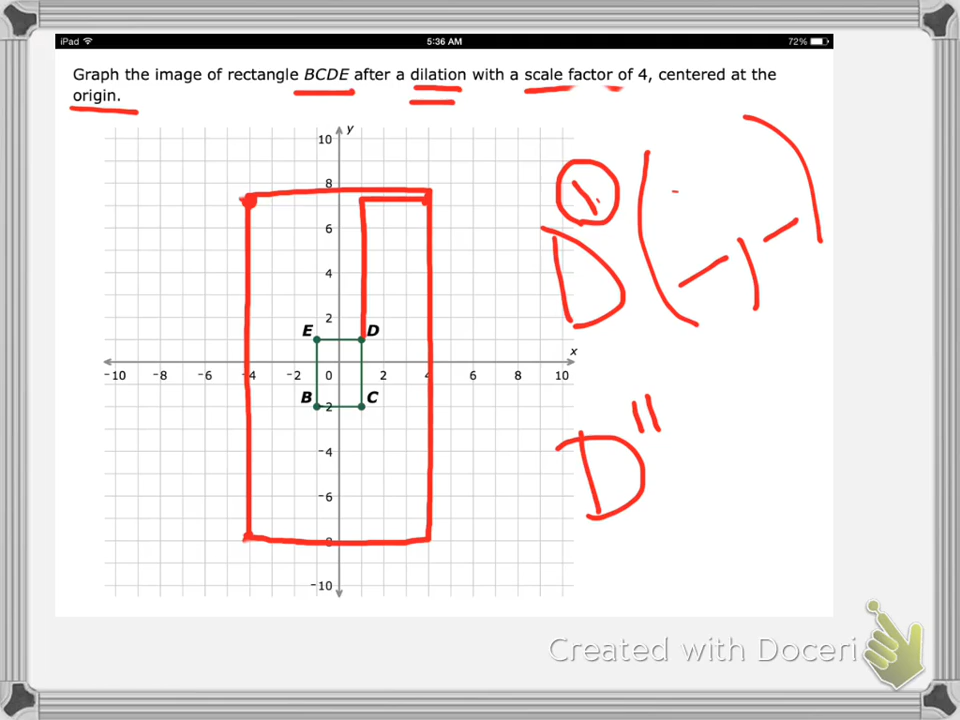 iPad 5:36 AM 72%
Graph the image of rectangle BCDE after a dilation with a scale factor of 4, centered at the
origin.
y
10
8
6
4
2
E D
x
-10 -8 -6 -4 -2 0 2 4 6 8 10
B C
-2
-4
-6
-8
-10
D ( _ , _ )
D"
Created with Doceri